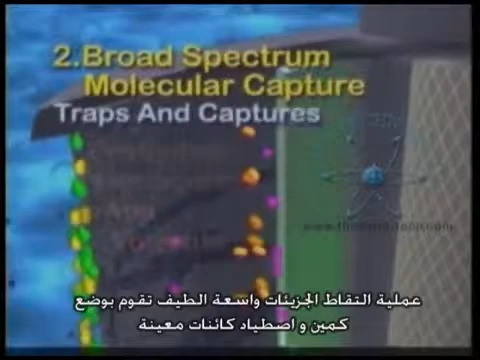 2.Broad Spectrum
Molecular Capture
Traps And Captures
عملية التقاط الجزيئات واسعة الطيف تقوم بوضع
كمين و اصطياد كائنات معينة